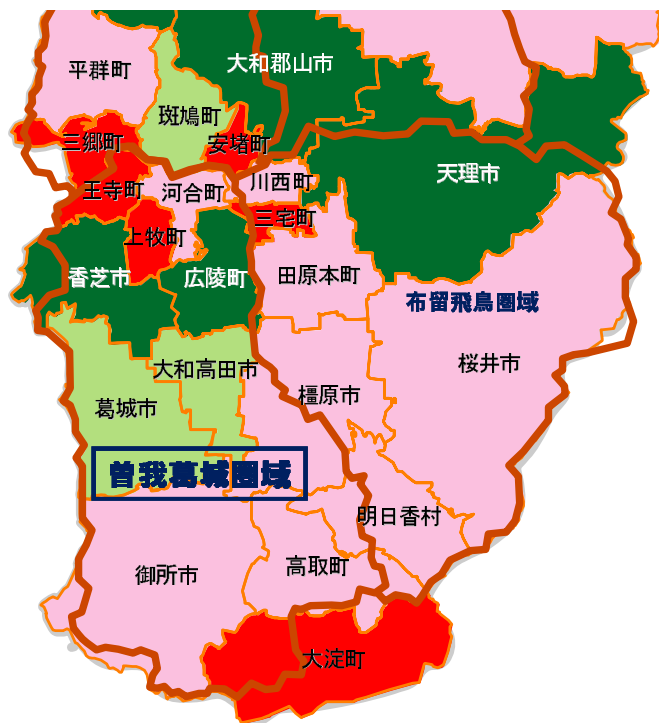 大和郡山市
平群町
斑鳩町
三郷町
安堵町
天理市
王寺町
河合町
川西町
三宅町
上牧町
香芝市
広陵町
田原本町
布留飛鳥圏域
大和高田市
桜井市
葛城市
橿原市
曽我葛城圏域
明日香村
高取町
御所市
大淀町